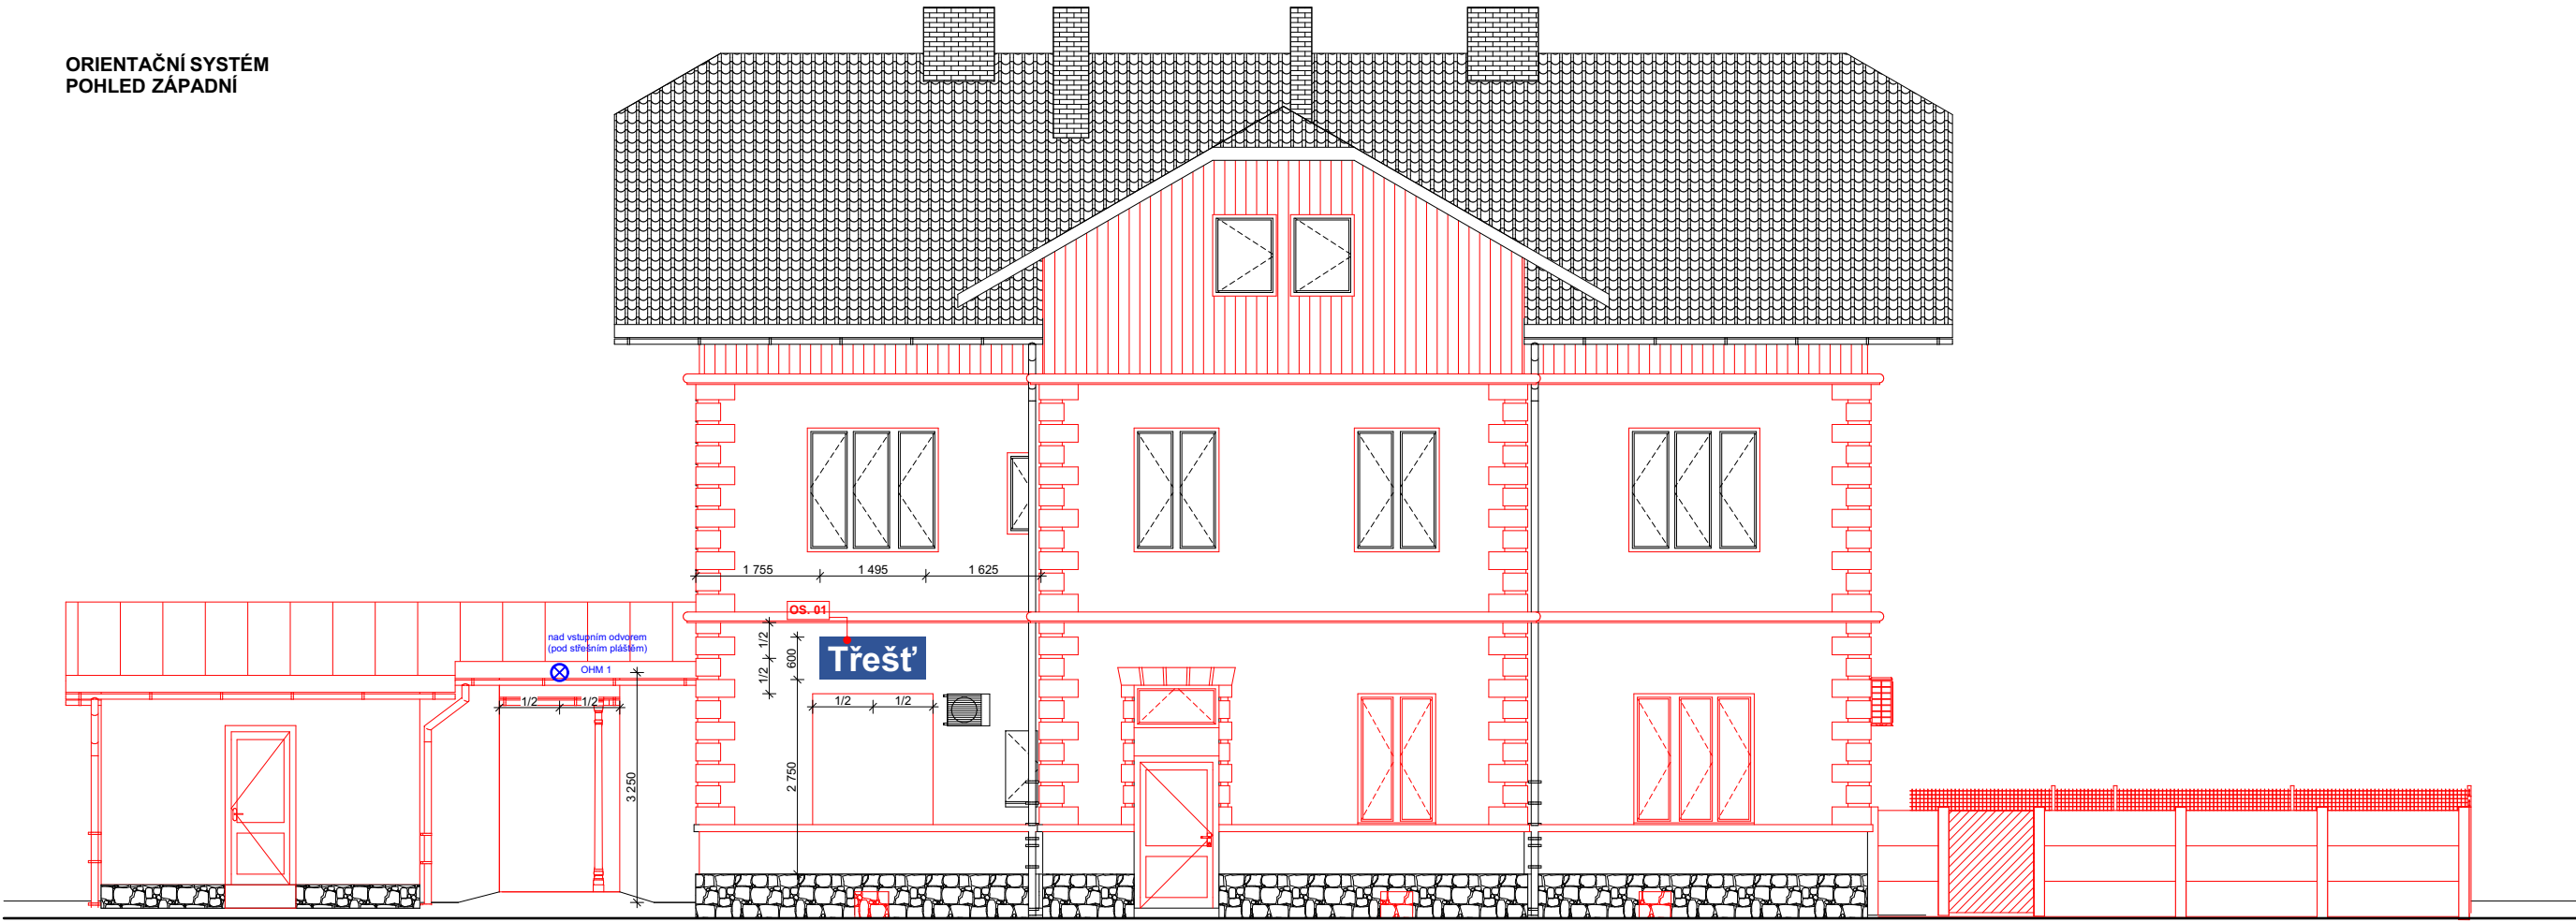 ORIENTAČNÍ SYSTÉM
POHLED ZÁPADNÍ
1 755
1 495
1 625
OS. 01
nad vstupním odvorem
(pod střešním pláštěm)
OHM 1
1/2
1/2
600
Třešť
1/2
1/2
1/2
1/2
2 750
3 250